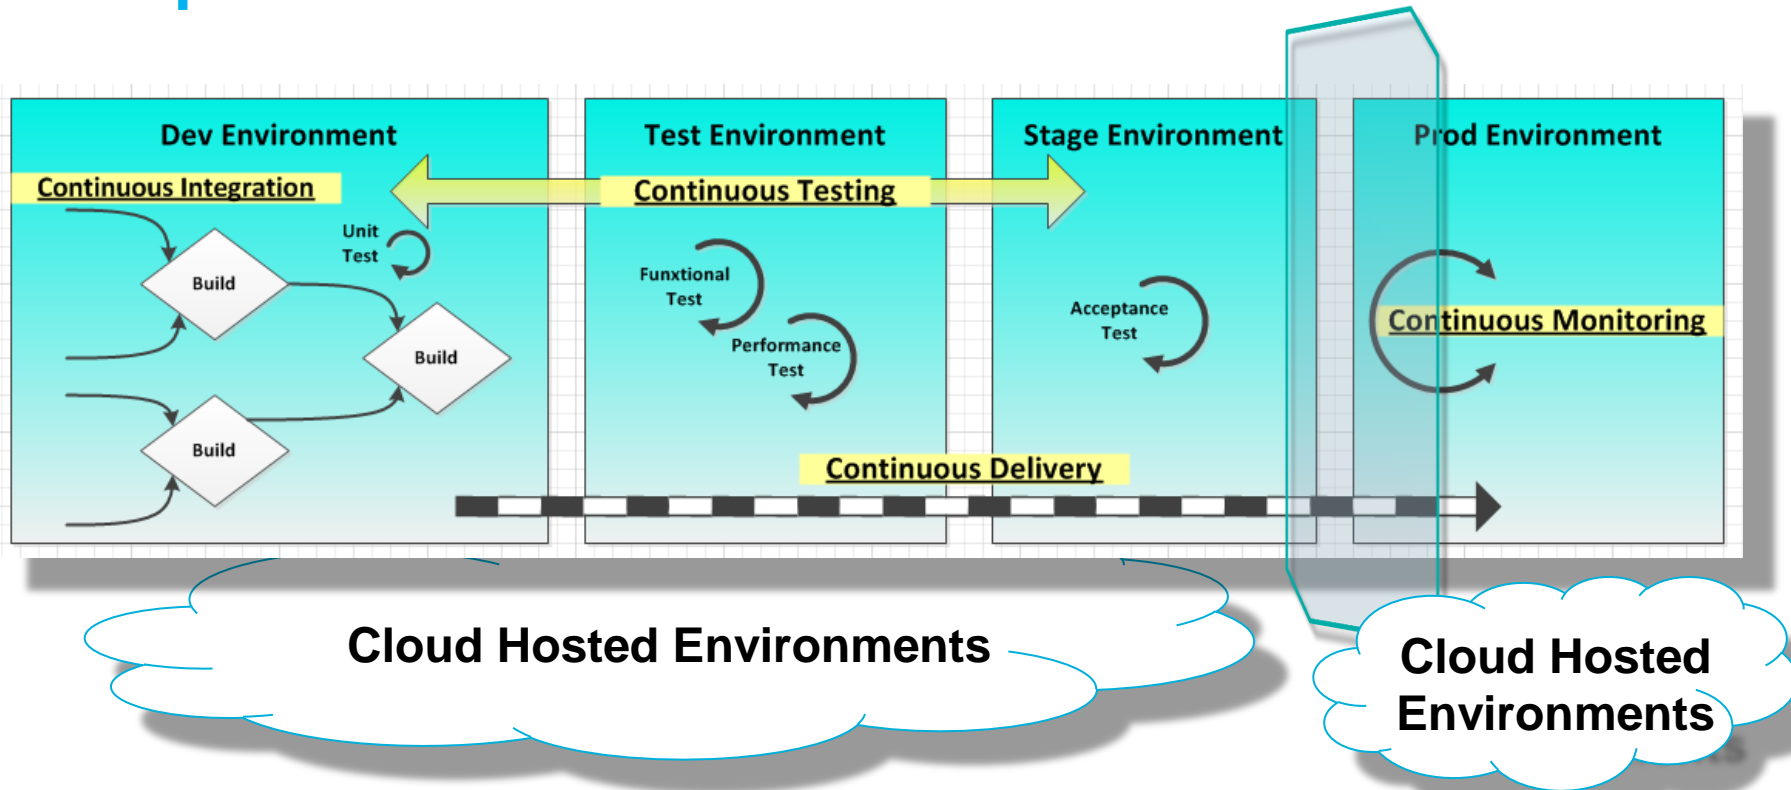 Dev Environment
Test Environment
Stage Environment
Prod Environment
Continuous Integration
Continuous Testing
Unit
Test
Build
Build
Build
Funxtional
Test
Performance
Test
Acceptance
Test
Continuous Monitoring
Continuous Delivery
Cloud Hosted Environments
Cloud Hosted
Environments